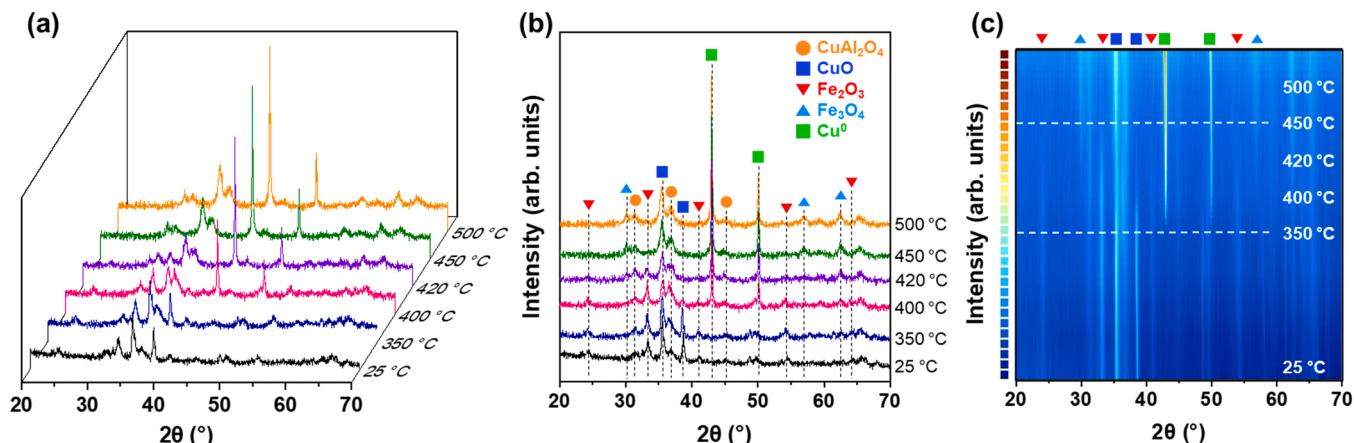 (a)
500 °C
450 °C
420 °C
400 °C
350 °C
25 °C
20 30 40 50 60 70
2θ (°)
(b)
Intensity (arb. units)
CuAl₂O₄
CuO
Fe₂O₃
Fe₃O₄
Cu⁰
500 °C
450 °C
420 °C
400 °C
350 °C
25 °C
20 30 40 50 60 70
2θ (°)
(c)
Intensity (arb. units)
500 °C
450 °C
420 °C
400 °C
350 °C
25 °C
20 30 40 50 60 70
2θ (°)